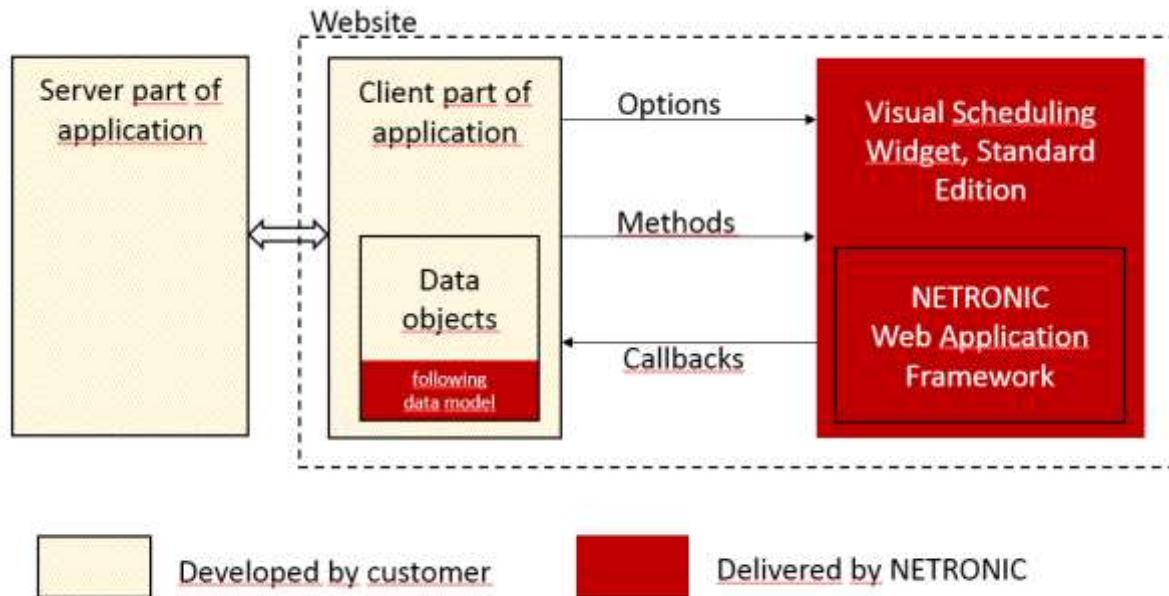 Website
Server part of
application
Client part of
application
Data
objects
following
data model
Options
Methods
Callbacks
Visual Scheduling
Widget, Standard
Edition
NETRONIC
Web Application
Framework
Developed by customer
Delivered by NETRONIC